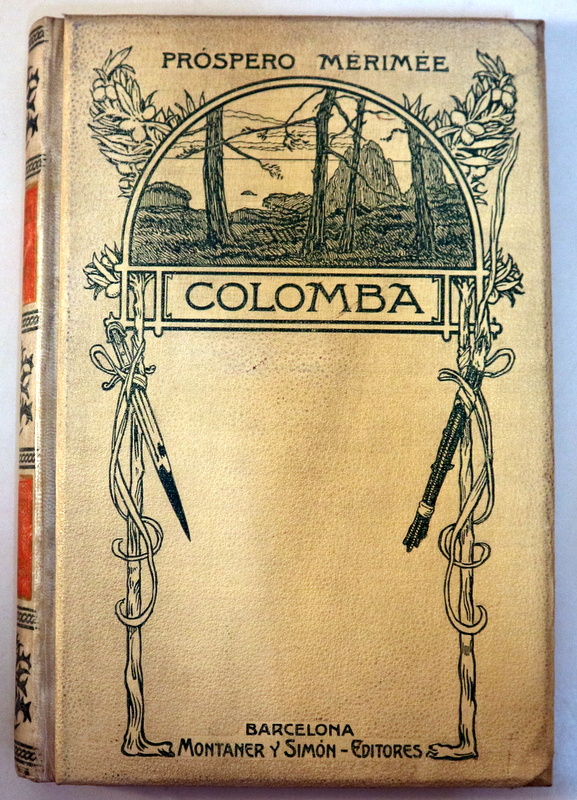 PRÓSPERO MÉRIMÉE
COLOMBA
BARCELONA
MONTANER Y SIMÓN - EDITORES